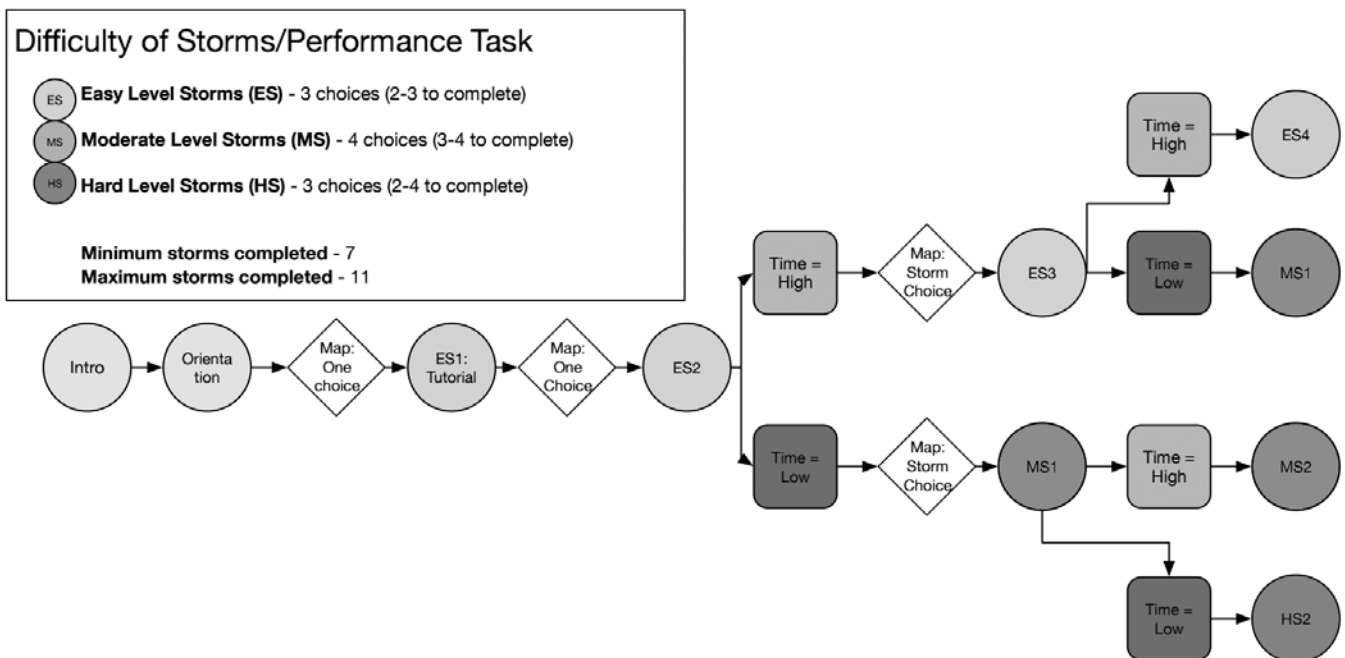 Difficulty of Storms/Performance Task
ES
Easy Level Storms (ES) - 3 choices (2-3 to complete)
MS
Moderate Level Storms (MS) - 4 choices (3-4 to complete)
HS
Hard Level Storms (HS) - 3 choices (2-4 to complete)
Minimum storms completed - 7
Maximum storms completed - 11
Intro
Orienta
tion
Map:
One
choice
ES1:
Tutorial
Map:
One
Choice
ES2
Time =
High
Map:
Storm
Choice
ES3
Time =
High
ES4
Time =
Low
MS1
Time =
Low
Map:
Storm
Choice
MS1
Time =
High
MS2
Time =
Low
HS2